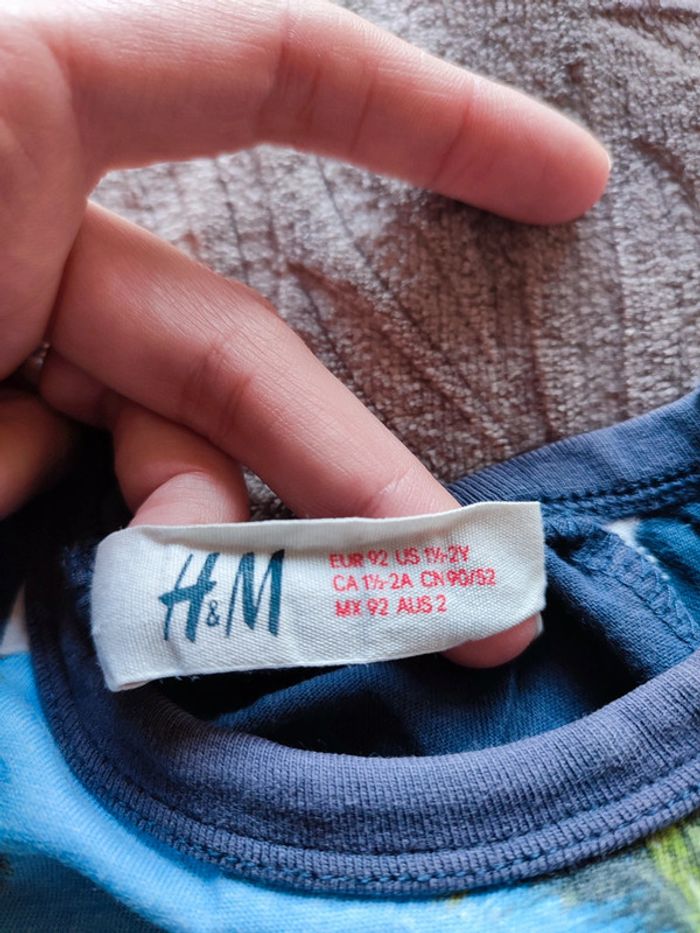 H&M
EUR 92 US 1½-2Y
CA 1½-2A CN 90/52
MX 92 AUS 2